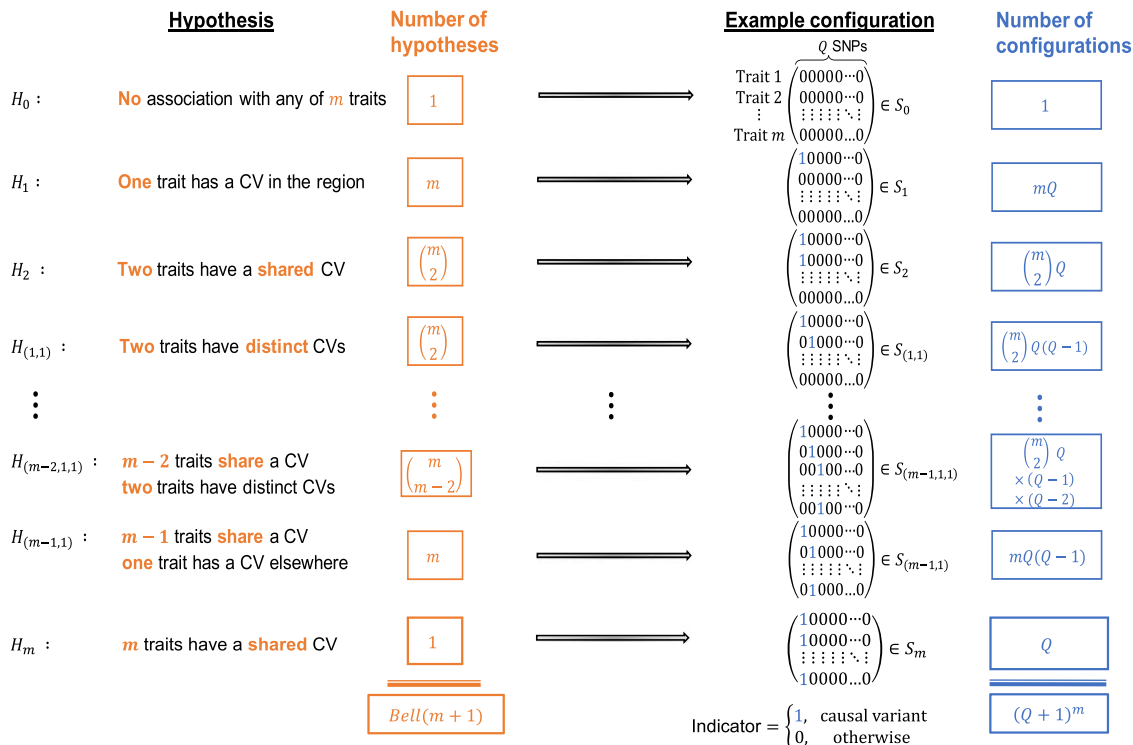 Hypothesis
Number of
hypotheses
Example configuration
Number of
configurations
Q SNPs
H₀ :
No association with any of m traits
1
Trait 1
Trait 2
⋮
Trait m
00000⋯0
00000⋯0
⋮⋮⋮⋮⋮⋱⋮
00000…0
∈ S₀
1
H₁ :
One trait has a CV in the region
m
10000⋯0
00000⋯0
⋮⋮⋮⋮⋮⋱⋮
00000…0
∈ S₁
mQ
H₂ :
Two traits have a shared CV
(m 2)
10000⋯0
10000⋯0
⋮⋮⋮⋮⋮⋱⋮
00000…0
∈ S₂
(m 2) Q
H₍₁,₁₎ :
Two traits have distinct CVs
(m 2)
10000⋯0
01000⋯0
⋮⋮⋮⋮⋮⋱⋮
00000…0
∈ S₍₁,₁₎
(m 2) Q(Q − 1)
⋮ ⋮ ⋮ ⋮ ⋮
H(m−2,1,1) :
m − 2 traits share a CV
two traits have distinct CVs
(m m − 2)
10000⋯0
01000⋯0
00100⋯0
⋮⋮⋮⋮⋮⋱⋮
00100⋯0
∈ S(m−1,1,1)
(m 2) Q
× (Q − 1)
× (Q − 2)
H(m−1,1) :
m − 1 traits share a CV
one trait has a CV elsewhere
m
10000⋯0
01000⋯0
⋮⋮⋮⋮⋮⋱⋮
01000…0
∈ S(m−1,1)
mQ(Q − 1)
Hₘ :
m traits have a shared CV
1
10000⋯0
10000⋯0
⋮⋮⋮⋮⋮⋱⋮
10000…0
∈ Sₘ
Q
Bell(m + 1)
Indicator = { 1, causal variant
0, otherwise
(Q + 1)ᵐ